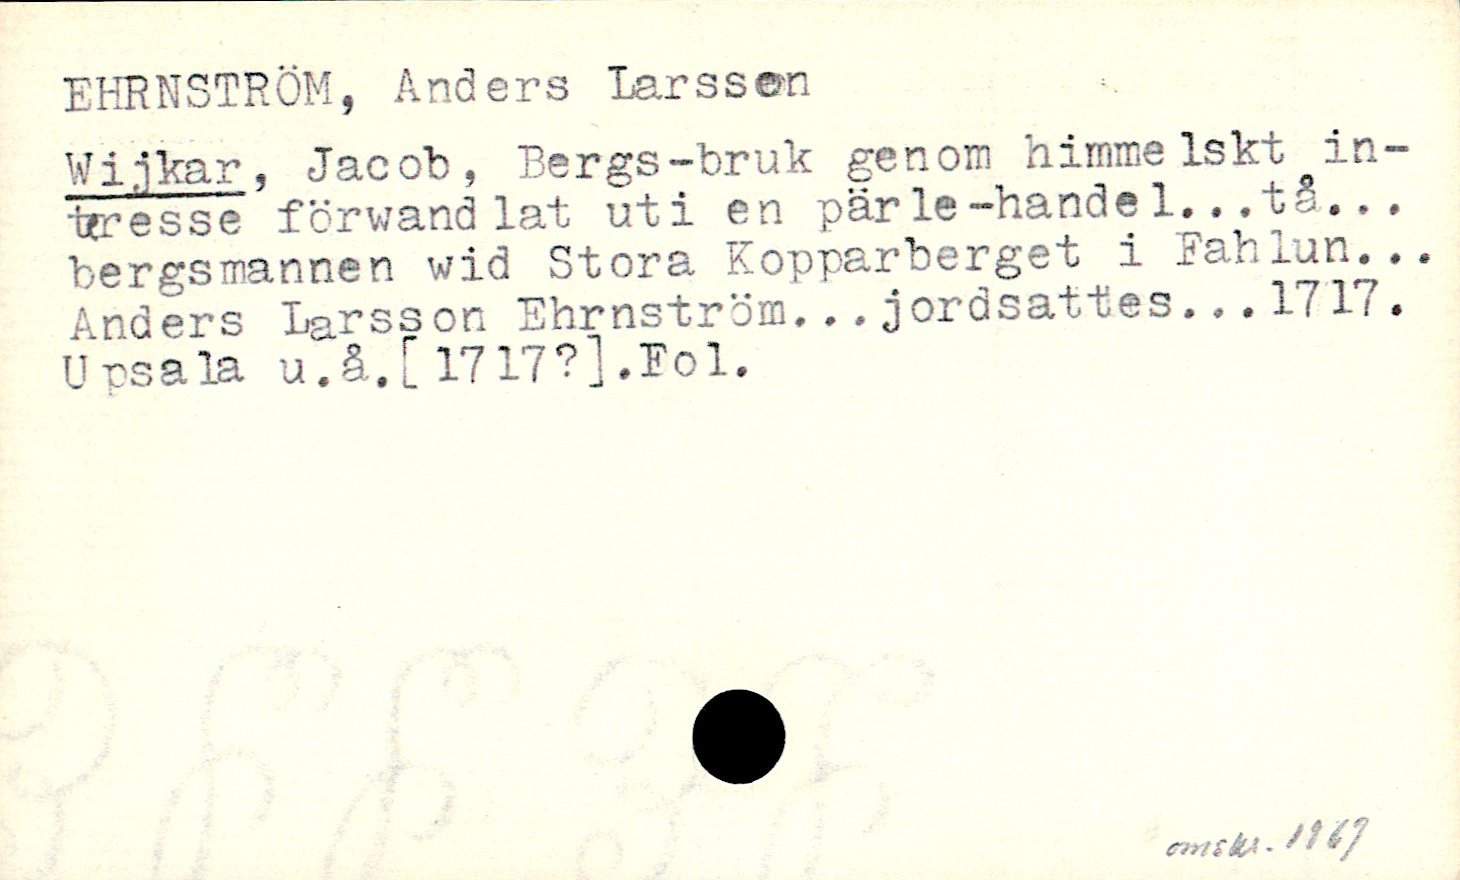 EHRNSTRÖM, Anders Larsson
Wijkar, Jacob, Bergs-bruk genom himmelskt in-
teresse förwandlat uti en pärle-handel...tå...
bergsmannen wid Stora Kopparberget i Fahlun...
Anders Larsson Ehrnström...jordsattes...1717.
Upsala u.å.[1717?].Fol.
omskr. 1967